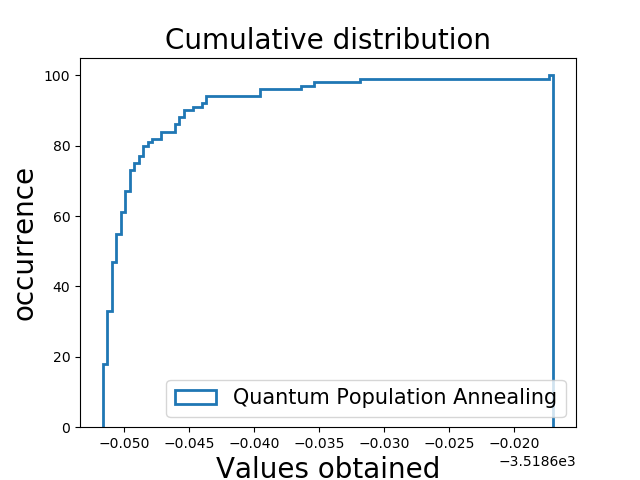 Cumulative distribution
100
80
60
40
20
0
occurrence
Quantum Population Annealing
−0.050 −0.045 −0.040 −0.035 −0.030 −0.025 −0.020
−3.5186e3
Values obtained